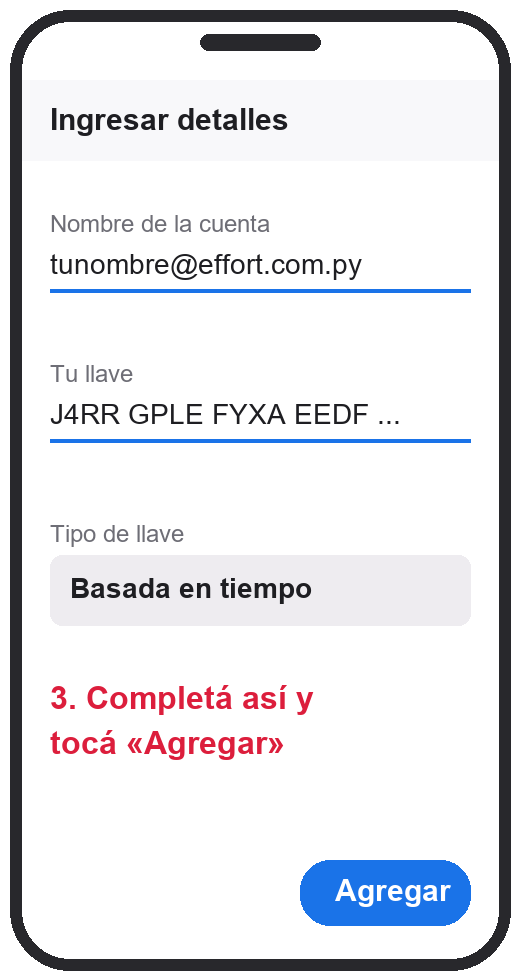 Ingresar detalles
Nombre de la cuenta
tunombre@effort.com.py
Tu llave
J4RR GPLE FYXA EEDF ...
Tipo de llave
Basada en tiempo
3. Completá así y
tocá «Agregar»
Agregar